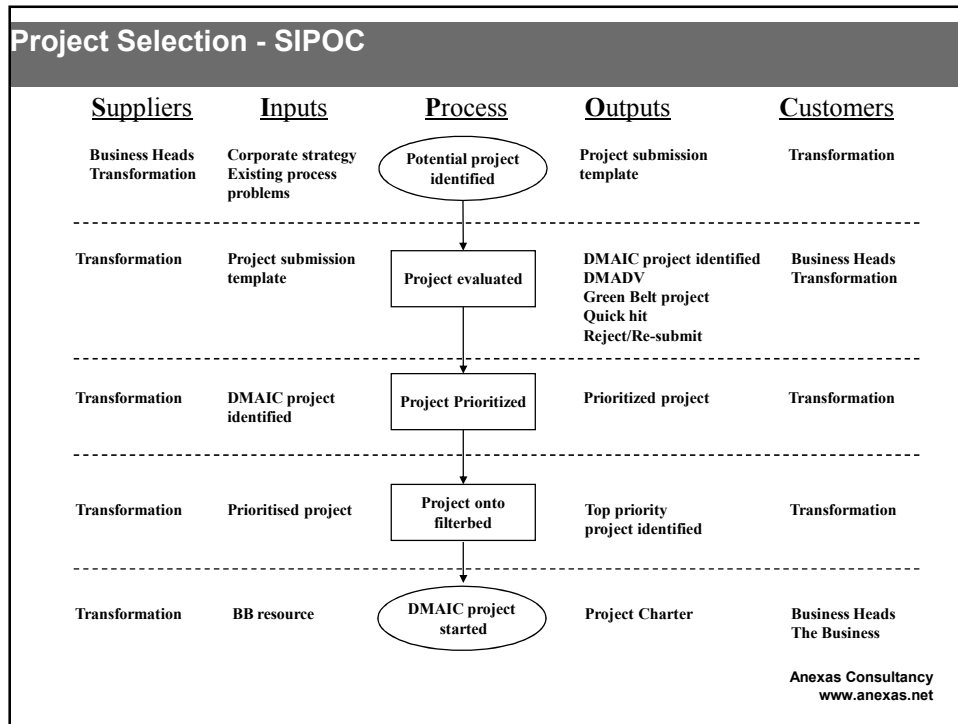 Project Selection - SIPOC
Suppliers Inputs Process Outputs Customers
Business Heads
Transformation
Corporate strategy
Existing process
problems
Potential project
identified
Project submission
template
Transformation
Transformation
Project submission
template
Project evaluated
DMAIC project identified
DMADV
Green Belt project
Quick hit
Reject/Re-submit
Business Heads
Transformation
Transformation
DMAIC project
identified
Project Prioritized
Prioritized project
Transformation
Transformation
Prioritised project
Project onto
filterbed
Top priority
project identified
Transformation
Transformation
BB resource
DMAIC project
started
Project Charter
Business Heads
The Business
Anexas Consultancy
www.anexas.net